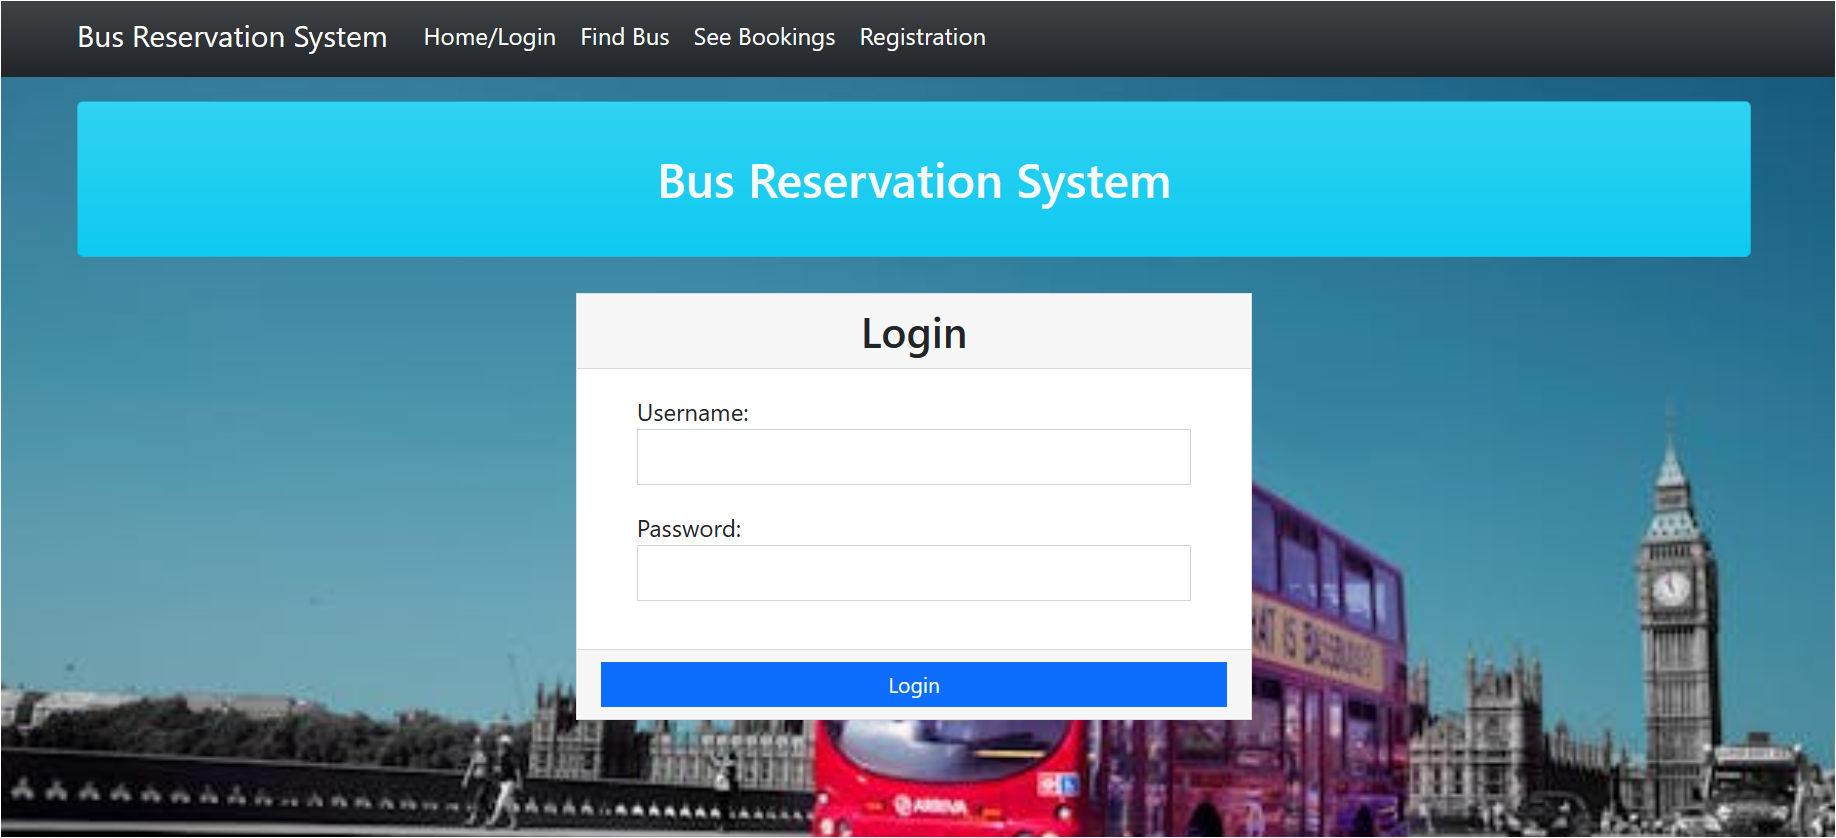 Bus Reservation System Home/Login Find Bus See Bookings Registration
Bus Reservation System
Login
Username:
Password:
Login
ARRIVA